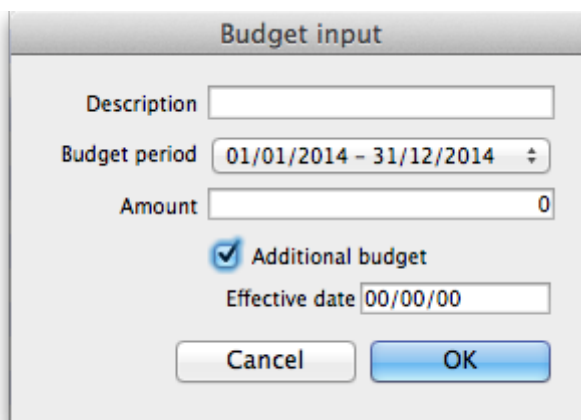 Budget input
Description
Budget period 01/01/2014 – 31/12/2014
Amount 0
Additional budget
Effective date 00/00/00
Cancel OK